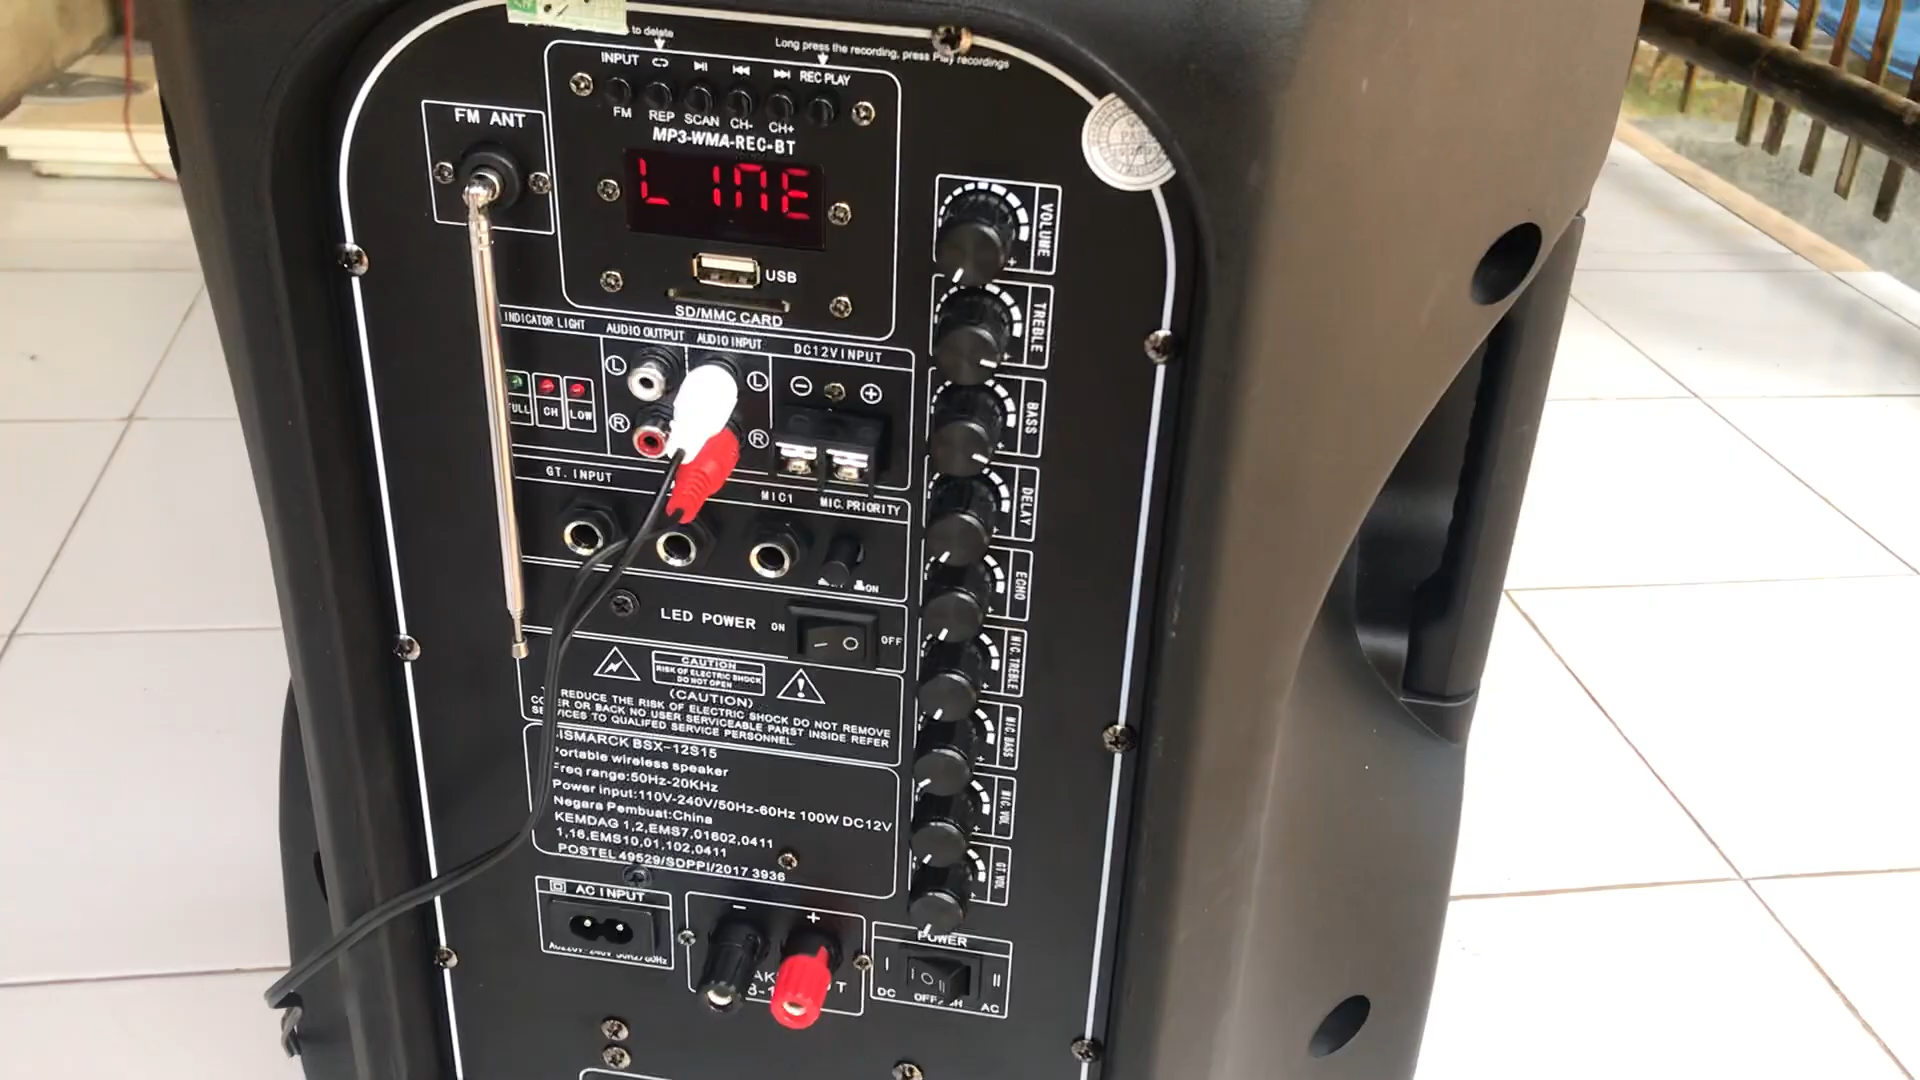 to delete
Long press the recording, press Play recordings
INPUT
REC PLAY
FM REP SCAN CH- CH+
MP3-WMA-REC-BT
FM ANT
LINE
USB
SD/MMC CARD
VOLUME
TREBLE
BASS
DELAY
ECHO
MIC. TREBLE
MIC. BASS
MIC. VOL
GT. VOL
INDICATOR LIGHT
AUDIO OUTPUT
AUDIO INPUT
DC12V INPUT
L
L
R
R
CH LOW
GT. INPUT
MIC1
MIC. PRIORITY
ON
LED POWER
ON
OFF
CAUTION
RISK OF ELECTRIC SHOCK
DO NOT OPEN
(CAUTION)
REDUCE THE RISK OF ELECTRIC SHOCK DO NOT REMOVE
OR BACK NO USER SERVICEABLE PARST INSIDE REFER
TO QUALIFED SERVICE PERSONNEL.
BSX-12S15
Portable wireless speaker
Freq range:50Hz-20KHz
Power input:110V-240V/50Hz-60Hz 100W DC12V
Negara Pembuat:China
KEMDAG 1,2,EMS7,01602,0411
1,16,EMS10,01,102,0411
POSTEL 49529/SDPPI/2017 3936
AC INPUT
- +
POWER
I II
DC
AC